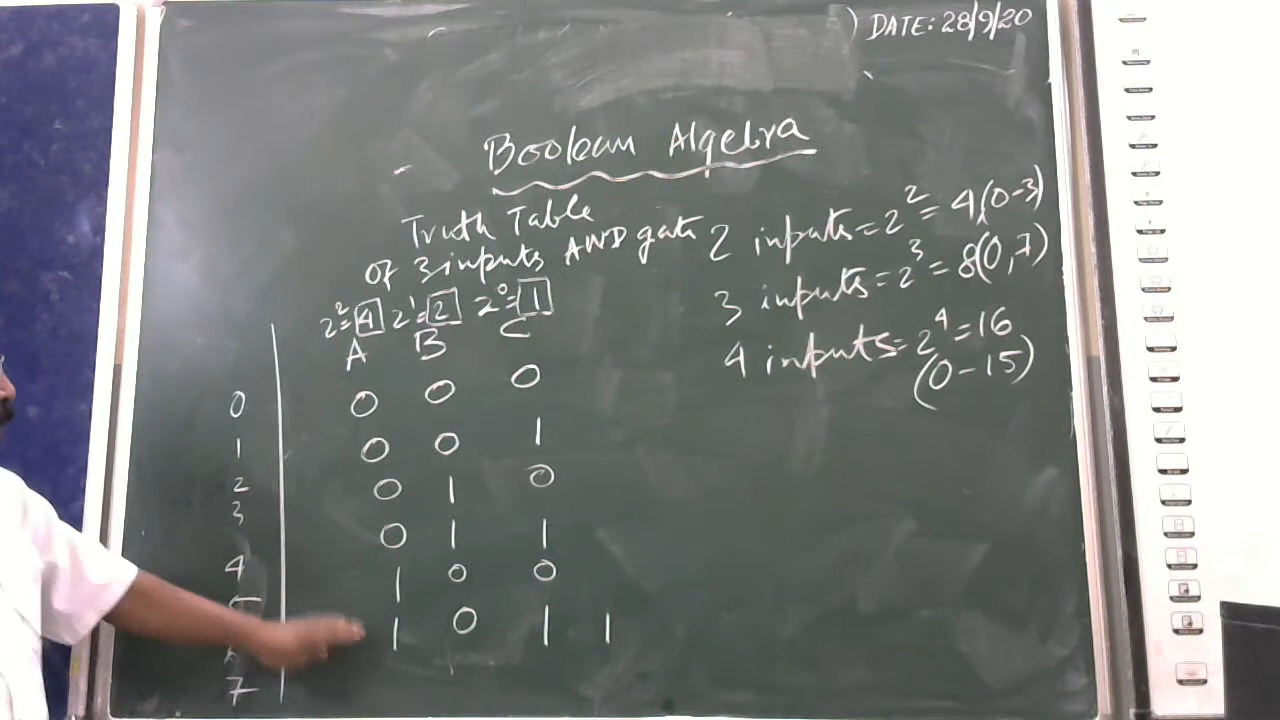 DATE: 28/9/20
Boolean Algebra
Truth Table
Of 3 inputs AND gate
2 inputs = 2² = 4(0-3)
3 inputs = 2³ = 8(0,7)
4 inputs = 2⁴ = 16
(0-15)
2²=4 2¹=2 2⁰=1
A B C
0 0 0 0
1 0 0 1
2 0 1 0
3 0 1 1
4 1 0 0
1 0 1 1
7